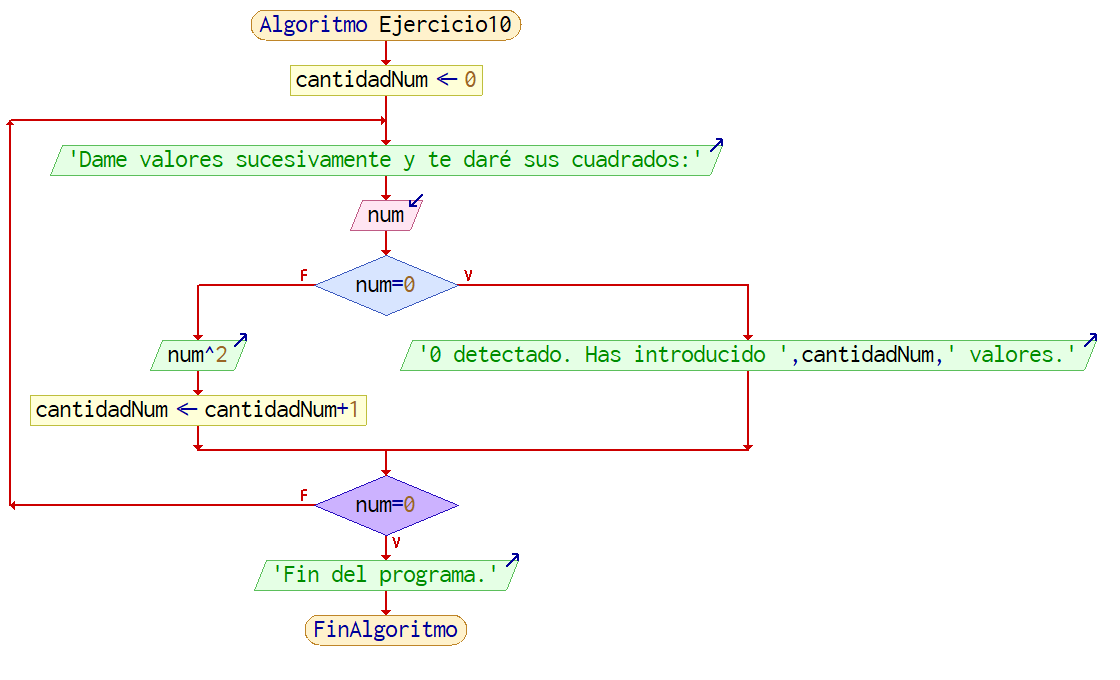 Algoritmo Ejercicio10
cantidadNum ← 0
'Dame valores sucesivamente y te daré sus cuadrados:'
num
F
V
num=0
num^2
'0 detectado. Has introducido ',cantidadNum,' valores.'
cantidadNum ← cantidadNum+1
F
num=0
V
'Fin del programa.'
FinAlgoritmo